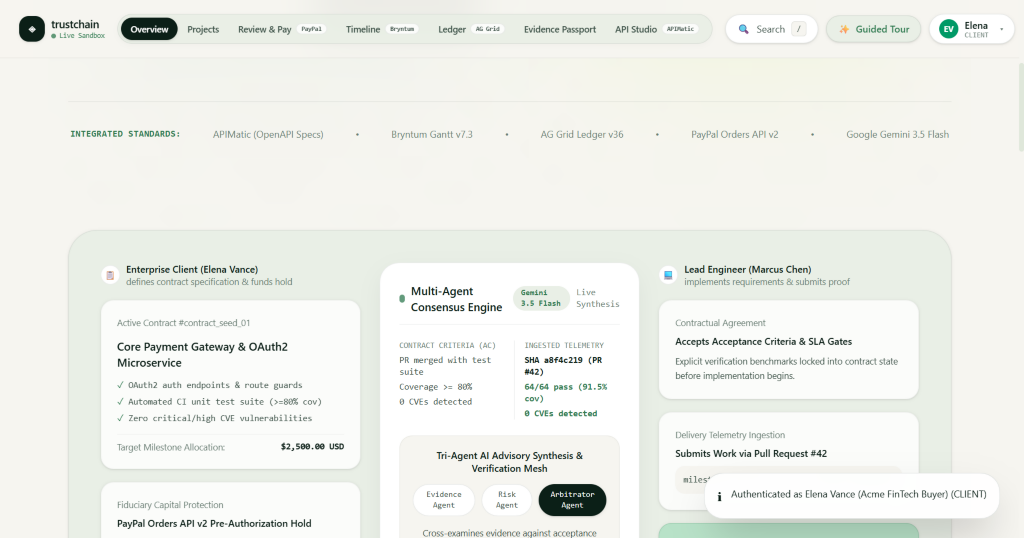 trustchain
Live Sandbox
Overview
Projects
Review & Pay PayPal
Timeline Bryntum
Ledger AG Grid
Evidence Passport
API Studio APIMatic
Search /
Guided Tour
EV
Elena
CLIENT
INTEGRATED STANDARDS: APIMatic (OpenAPI Specs) • Bryntum Gantt v7.3 • AG Grid Ledger v36 • PayPal Orders API v2 • Google Gemini 3.5 Flash
Enterprise Client (Elena Vance)
defines contract specification & funds hold
Active Contract #contract_seed_01
Core Payment Gateway & OAuth2
Microservice
✓ OAuth2 auth endpoints & route guards
✓ Automated CI unit test suite (>=80% cov)
✓ Zero critical/high CVE vulnerabilities
Target Milestone Allocation: $2,500.00 USD
Fiduciary Capital Protection
PayPal Orders API v2 Pre-Authorization Hold
Multi-Agent
Consensus Engine
Gemini
3.5 Flash
Live
Synthesis
CONTRACT CRITERIA (AC)
PR merged with test
suite
Coverage >= 80%
0 CVEs detected
INGESTED TELEMETRY
SHA a8f4c219 (PR
#42)
64/64 pass (91.5%
cov)
0 CVEs detected
Tri-Agent AI Advisory Synthesis &
Verification Mesh
Evidence
Agent
Risk
Agent
Arbitrator
Agent
Cross-examines evidence against acceptance
Lead Engineer (Marcus Chen)
implements requirements & submits proof
Contractual Agreement
Accepts Acceptance Criteria & SLA Gates
Explicit verification benchmarks locked into contract state
before implementation begins.
Delivery Telemetry Ingestion
Submits Work via Pull Request #42
Authenticated as Elena Vance (Acme FinTech Buyer) (CLIENT)